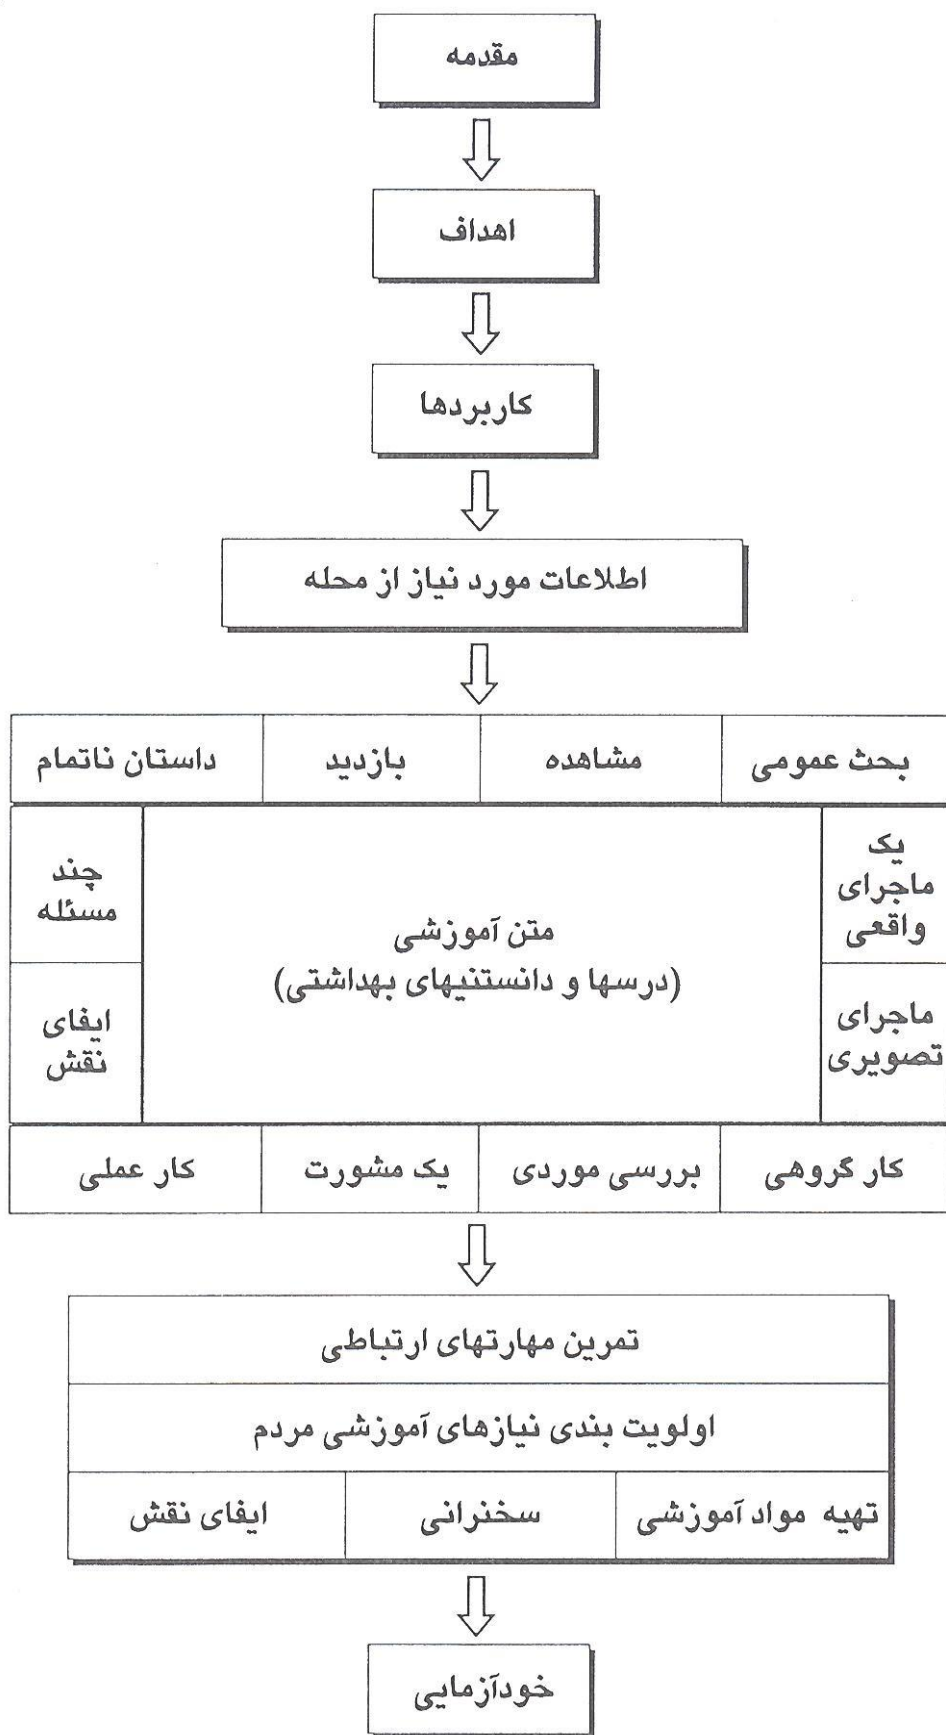 مقدمه
اهداف
کاربردها
اطلاعات مورد نیاز از محله
بحث عمومی
مشاهده
بازدید
داستان ناتمام
یک
ماجرای
واقعی
ماجرای
تصویری
متن آموزشی
(درسها و دانستنیهای بهداشتی)
چند
مسئله
ایفای
نقش
کار گروهی
بررسی موردی
یک مشورت
کار عملی
تمرین مهارتهای ارتباطی
اولویت بندی نیازهای آموزشی مردم
تهیه مواد آموزشی
سخنرانی
ایفای نقش
خودآزمایی